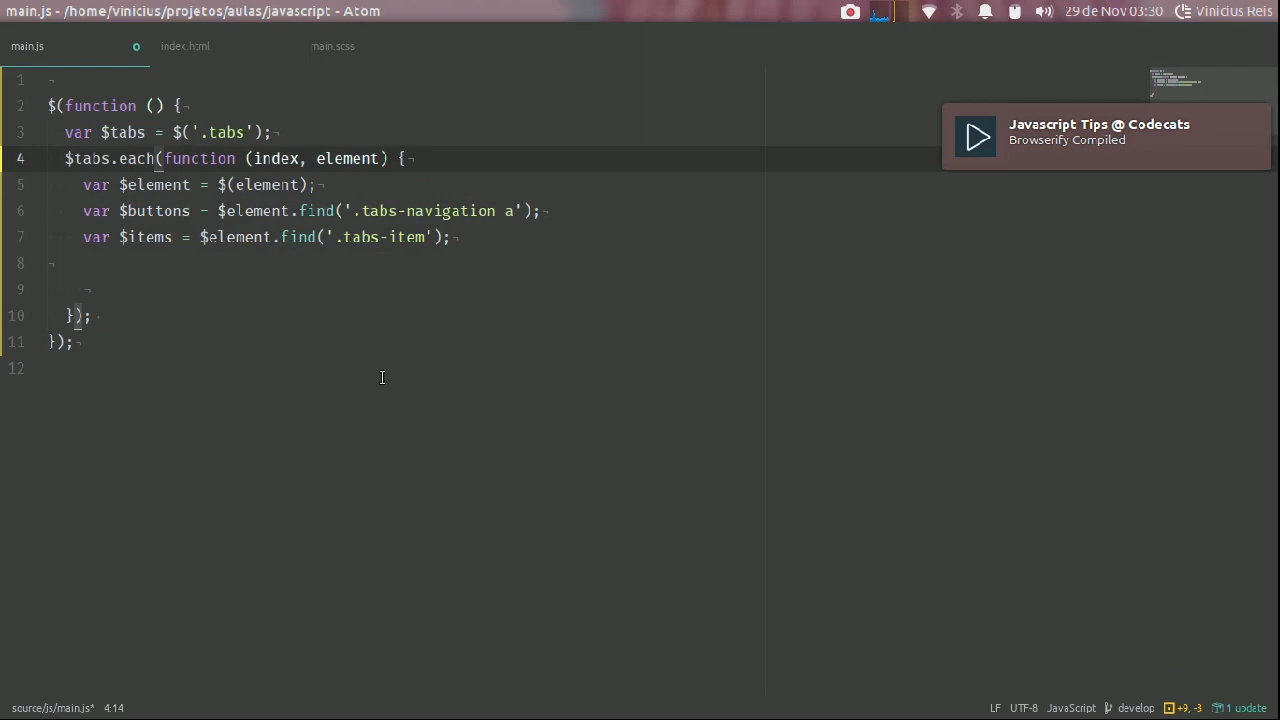 main.js - /home/vinicius/projetos/aulas/javascript - Atom
29 de Nov 03:30 Vinicius Reis
main.js index.html main.scss
1
2 $(function () {
3 var $tabs = $('.tabs');
4 $tabs.each(function (index, element) {
5 var $element = $(element);
6 var $buttons = $element.find('.tabs-navigation a');
7 var $items = $element.find('.tabs-item');
8
9
10 });
11 });
12
Javascript Tips @ Codecats
Browserify Compiled
source/js/main.js* 4:14 LF UTF-8 JavaScript develop +9, -3 1 update